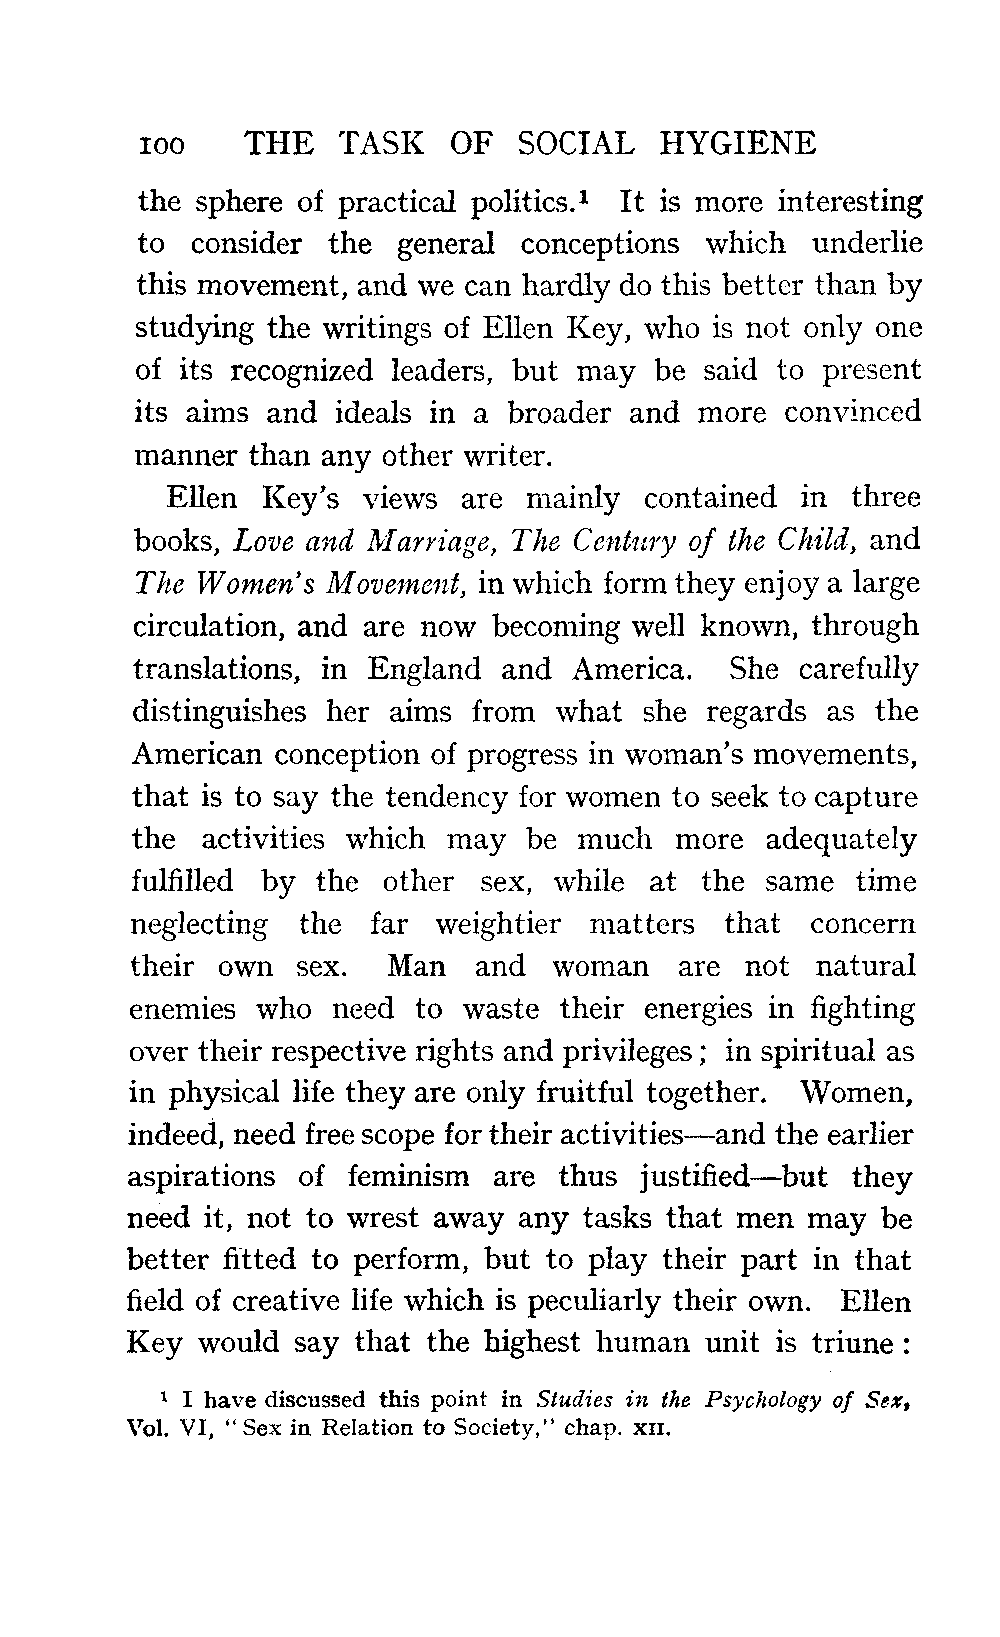 100 THE TASK OF SOCIAL HYGIENE
the sphere of practical politics.¹ It is more interesting
to consider the general conceptions which underlie
this movement, and we can hardly do this better than by
studying the writings of Ellen Key, who is not only one
of its recognized leaders, but may be said to present
its aims and ideals in a broader and more convinced
manner than any other writer.
Ellen Key's views are mainly contained in three
books, Love and Marriage, The Century of the Child, and
The Women's Movement, in which form they enjoy a large
circulation, and are now becoming well known, through
translations, in England and America. She carefully
distinguishes her aims from what she regards as the
American conception of progress in woman's movements,
that is to say the tendency for women to seek to capture
the activities which may be much more adequately
fulfilled by the other sex, while at the same time
neglecting the far weightier matters that concern
their own sex. Man and woman are not natural
enemies who need to waste their energies in fighting
over their respective rights and privileges; in spiritual as
in physical life they are only fruitful together. Women,
indeed, need free scope for their activities—and the earlier
aspirations of feminism are thus justified—but they
need it, not to wrest away any tasks that men may be
better fitted to perform, but to play their part in that
field of creative life which is peculiarly their own. Ellen
Key would say that the highest human unit is triune:
¹ I have discussed this point in Studies in the Psychology of Sex,
Vol. VI, "Sex in Relation to Society," chap. XII.